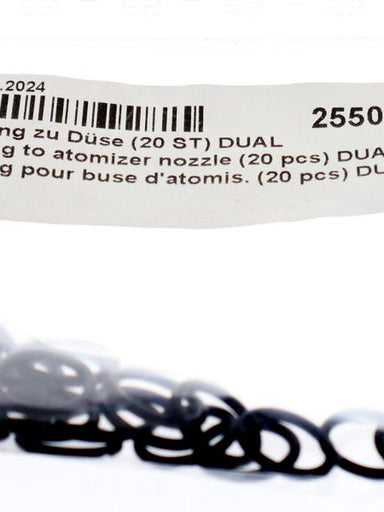 .2024
2550
ng zu Düse (20 ST) DUAL
g to atomizer nozzle (20 pcs) DUA
g pour buse d'atomis. (20 pcs) DU